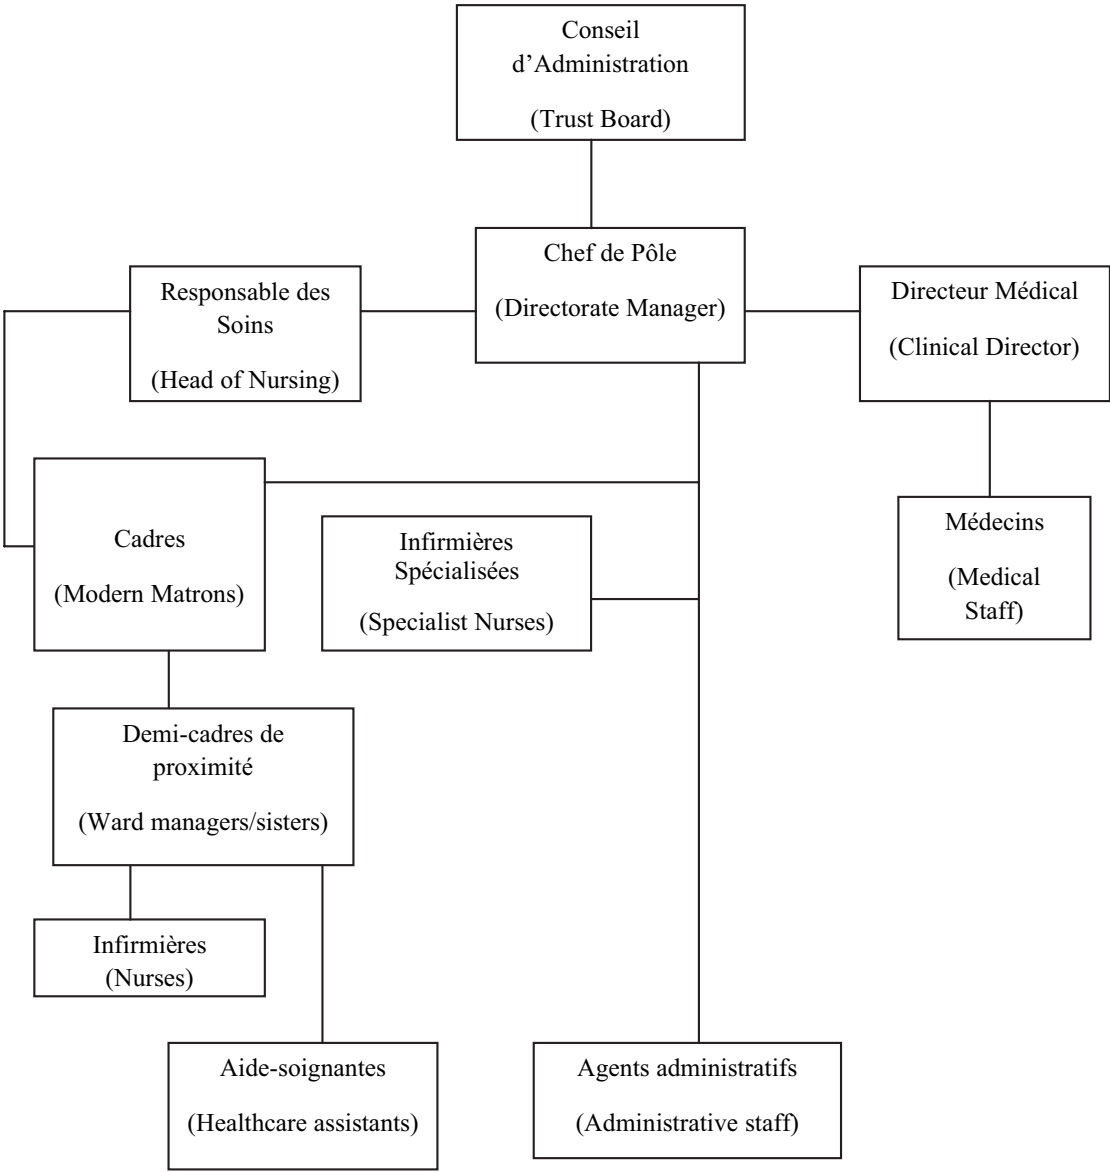 Conseil
d’Administration
(Trust Board)
Chef de Pôle
(Directorate Manager)
Responsable des
Soins
(Head of Nursing)
Directeur Médical
(Clinical Director)
Cadres
(Modern Matrons)
Infirmières
Spécialisées
(Specialist Nurses)
Médecins
(Medical
Staff)
Demi-cadres de
proximité
(Ward managers/sisters)
Infirmières
(Nurses)
Aide-soignantes
(Healthcare assistants)
Agents administratifs
(Administrative staff)